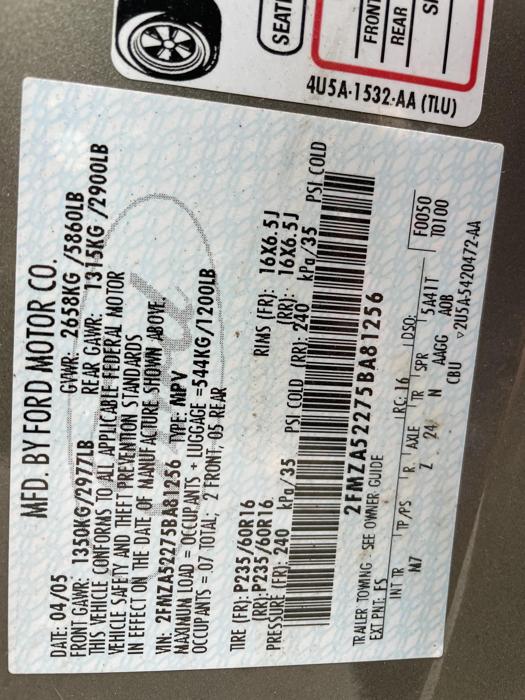 SEATI
FRONT
REAR
4U5A-1532-AA (TLU)
MFD. BY FORD MOTOR CO.
DATE: 04/05 GVWR: 2658KG /5860LB
FRONT GAWR: 1350KG/2977LB REAR GAWR: 1315KG /2900LB
THIS VEHICLE CONFORMS TO ALL APPLICABLE FEDERAL MOTOR
VEHICLE SAFETY AND THEFT PREVENTION STANDARDS
IN EFFECT ON THE DATE OF MANUFACTURE SHOWN ABOVE.
VIN: 2FMZA52275BA81256 TYPE: MPV
MAXIMUM LOAD = OCCUPANTS + LUGGAGE =544KG/1200LB
OCCUPANTS = 07 TOTAL; 2 FRONT, 05 REAR
TIRE (FR): P235/60R16 RIMS (FR): 16X6.5J
(RR): P235/60R16 (RR): 16X6.5J
PRESSURE (FR): 240 kPa/35 PSI COLD (RR): 240 kPa/35 PSI COLD
2FMZA52275BA81256
TRAILER TOWING - SEE OWNER GUIDE
EXT PNT: FS RC: 16 DSO: F0050
INT TR TP/PS R AXLE TR SPR 5A41T T0100
M7 Z 24 N AAGG A0B
CBU ▽2U5A-5420472-AA